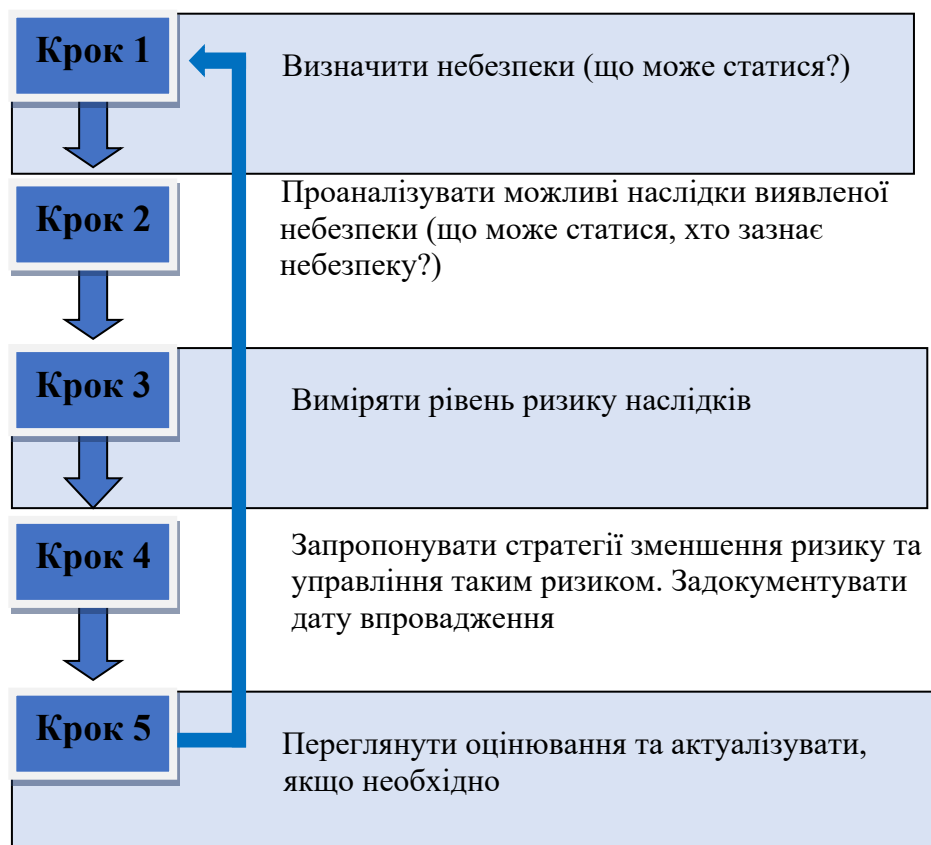 Крок 1
Визначити небезпеки (що може статися?)
Крок 2
Проаналізувати можливі наслідки виявленої
небезпеки (що може статися, хто зазнає
небезпеку?)
Крок 3
Виміряти рівень ризику наслідків
Крок 4
Запропонувати стратегії зменшення ризику та
управління таким ризиком. Задокументувати
дату впровадження
Крок 5
Переглянути оцінювання та актуалізувати,
якщо необхідно